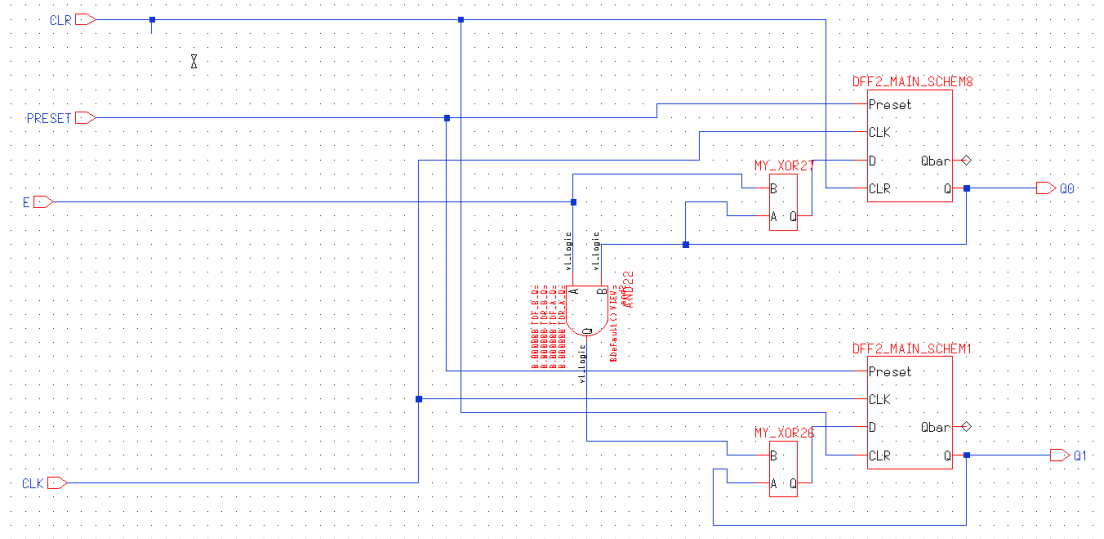 CLR
DFF2_MAIN_SCHEM8
Preset
PRESET
CLK
MY_XOR27
D Qbar
B
CLR Q
Q0
E
A Q
vl_logic
vl_logic
AND22
A
B
Q
vl_logic
DFF2_MAIN_SCHEM1
Preset
CLK
MY_XOR26
D Qbar
B
CLR Q
Q1
CLK
A Q